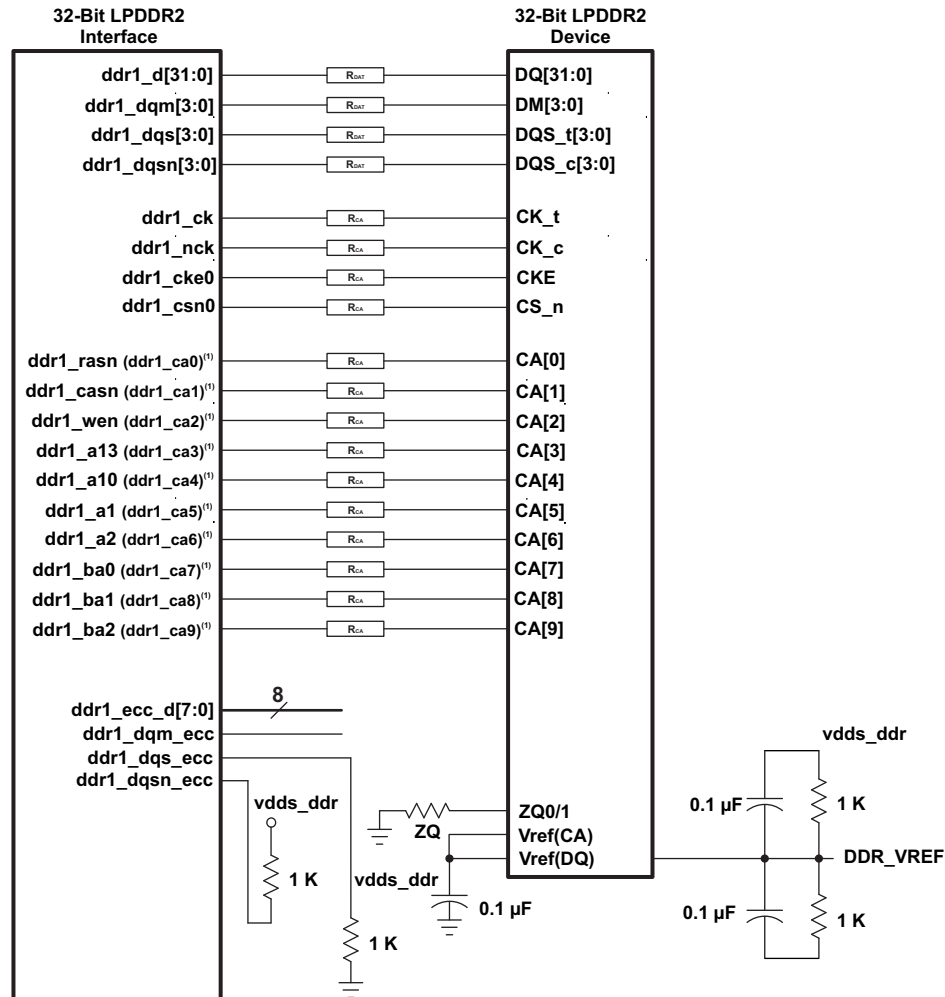 32-Bit LPDDR2
Interface
32-Bit LPDDR2
Device
ddr1_d[31:0] RDAT DQ[31:0]
ddr1_dqm[3:0] RDAT DM[3:0]
ddr1_dqs[3:0] RDAT DQS_t[3:0]
ddr1_dqsn[3:0] RDAT DQS_c[3:0]
ddr1_ck RCA CK_t
ddr1_nck RCA CK_c
ddr1_cke0 RCA CKE
ddr1_csn0 RCA CS_n
ddr1_rasn (ddr1_ca0)(1) RCA CA[0]
ddr1_casn (ddr1_ca1)(1) RCA CA[1]
ddr1_wen (ddr1_ca2)(1) RCA CA[2]
ddr1_a13 (ddr1_ca3)(1) RCA CA[3]
ddr1_a10 (ddr1_ca4)(1) RCA CA[4]
ddr1_a1 (ddr1_ca5)(1) RCA CA[5]
ddr1_a2 (ddr1_ca6)(1) RCA CA[6]
ddr1_ba0 (ddr1_ca7)(1) RCA CA[7]
ddr1_ba1 (ddr1_ca8)(1) RCA CA[8]
ddr1_ba2 (ddr1_ca9)(1) RCA CA[9]
ddr1_ecc_d[7:0] 8
ddr1_dqm_ecc
ddr1_dqs_ecc
ddr1_dqsn_ecc
vdds_ddr
1 K
vdds_ddr
1 K
ZQ
ZQ0/1
Vref(CA)
Vref(DQ)
0.1 µF
vdds_ddr
0.1 µF
1 K
DDR_VREF
0.1 µF
1 K